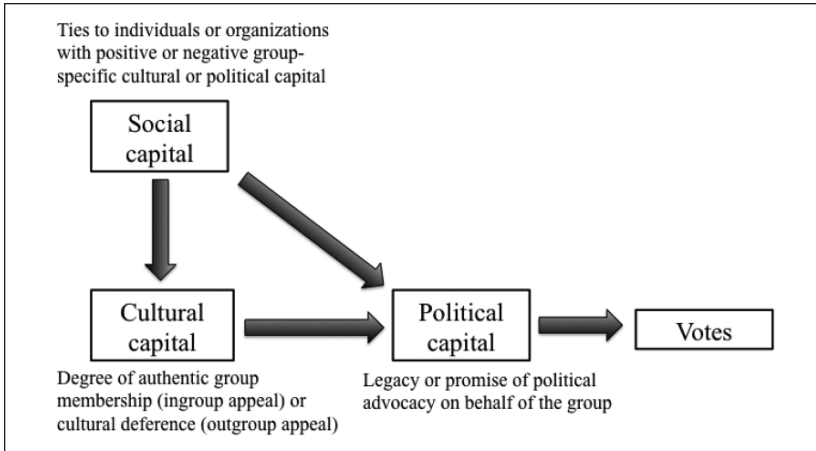 Ties to individuals or organizations
with positive or negative group-
specific cultural or political capital
Social
capital
Cultural
capital
Degree of authentic group
membership (ingroup appeal) or
cultural deference (outgroup appeal)
Political
capital
Legacy or promise of political
advocacy on behalf of the group
Votes